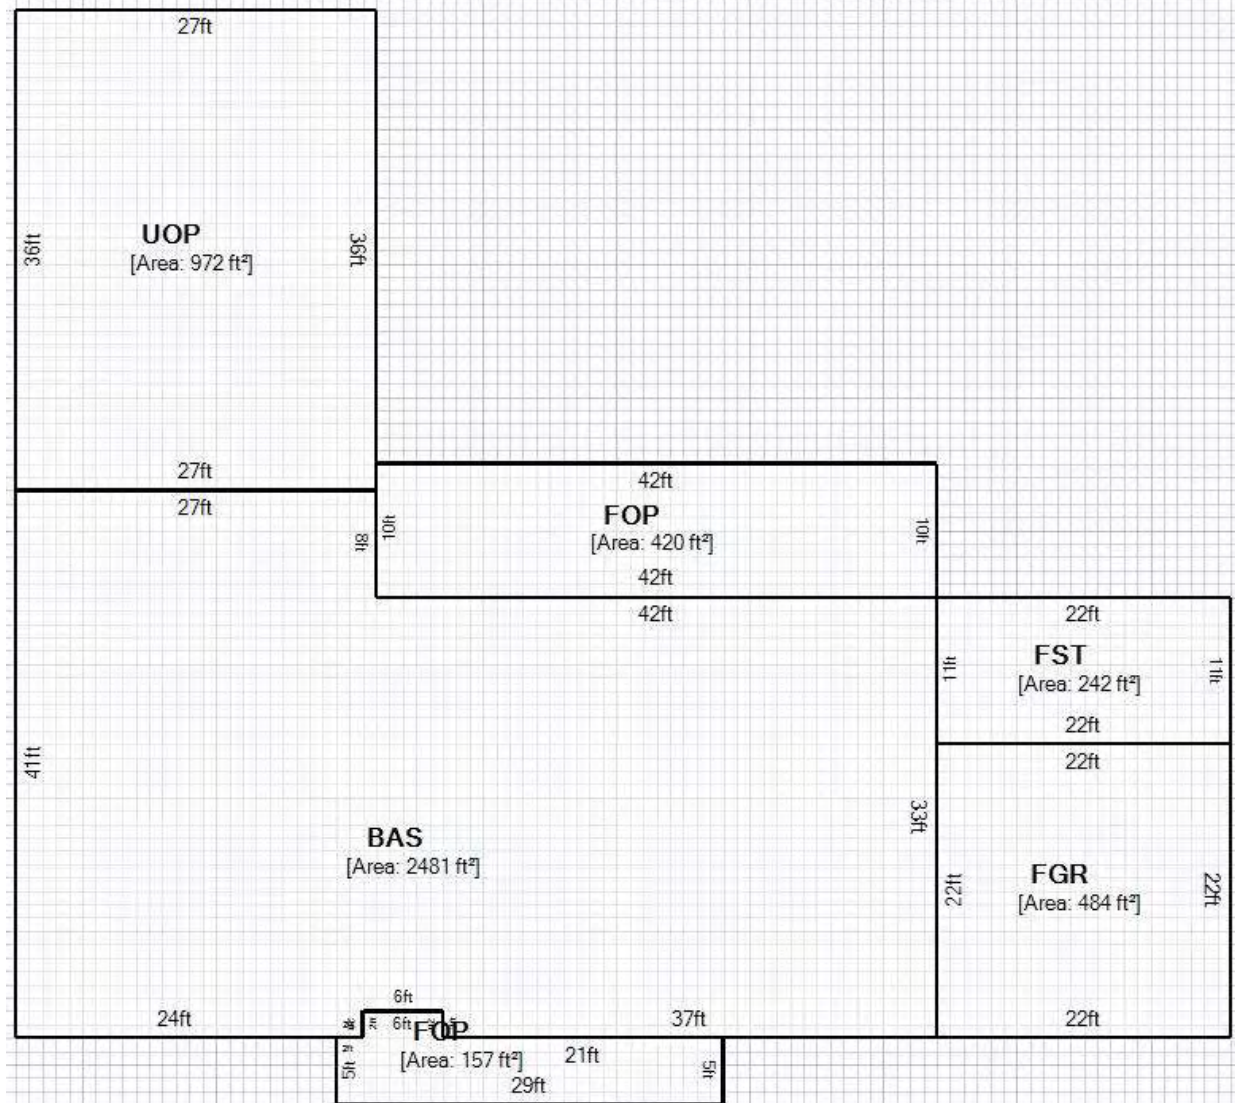 27ft
36ft
36ft
UOP
[Area: 972 ft²]
27ft
27ft
8ft
10ft
42ft
FOP
[Area: 420 ft²]
10ft
42ft
42ft
22ft
11ft
FST
[Area: 242 ft²]
11ft
22ft
22ft
41ft
33ft
BAS
[Area: 2481 ft²]
22ft
FGR
[Area: 484 ft²]
22ft
6ft
24ft
6ft
FOP
37ft
22ft
5ft
[Area: 157 ft²]
21ft
5ft
29ft